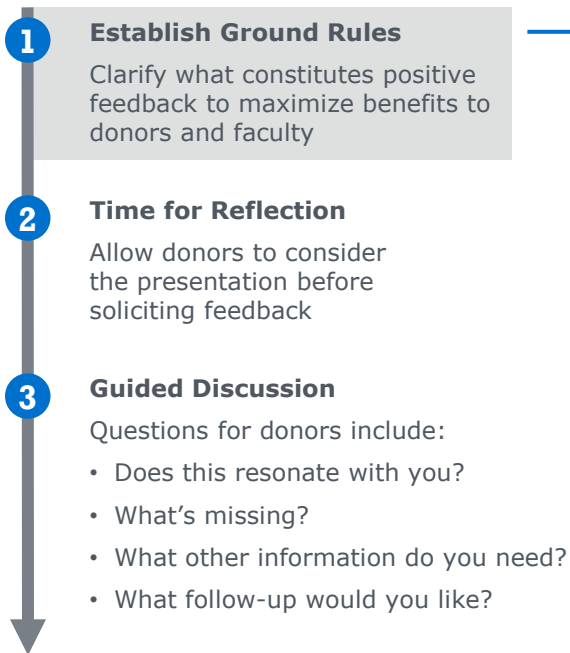 1 Establish Ground Rules
Clarify what constitutes positive
feedback to maximize benefits to
donors and faculty
2 Time for Reflection
Allow donors to consider
the presentation before
soliciting feedback
3 Guided Discussion
Questions for donors include:
• Does this resonate with you?
• What's missing?
• What other information do you need?
• What follow-up would you like?